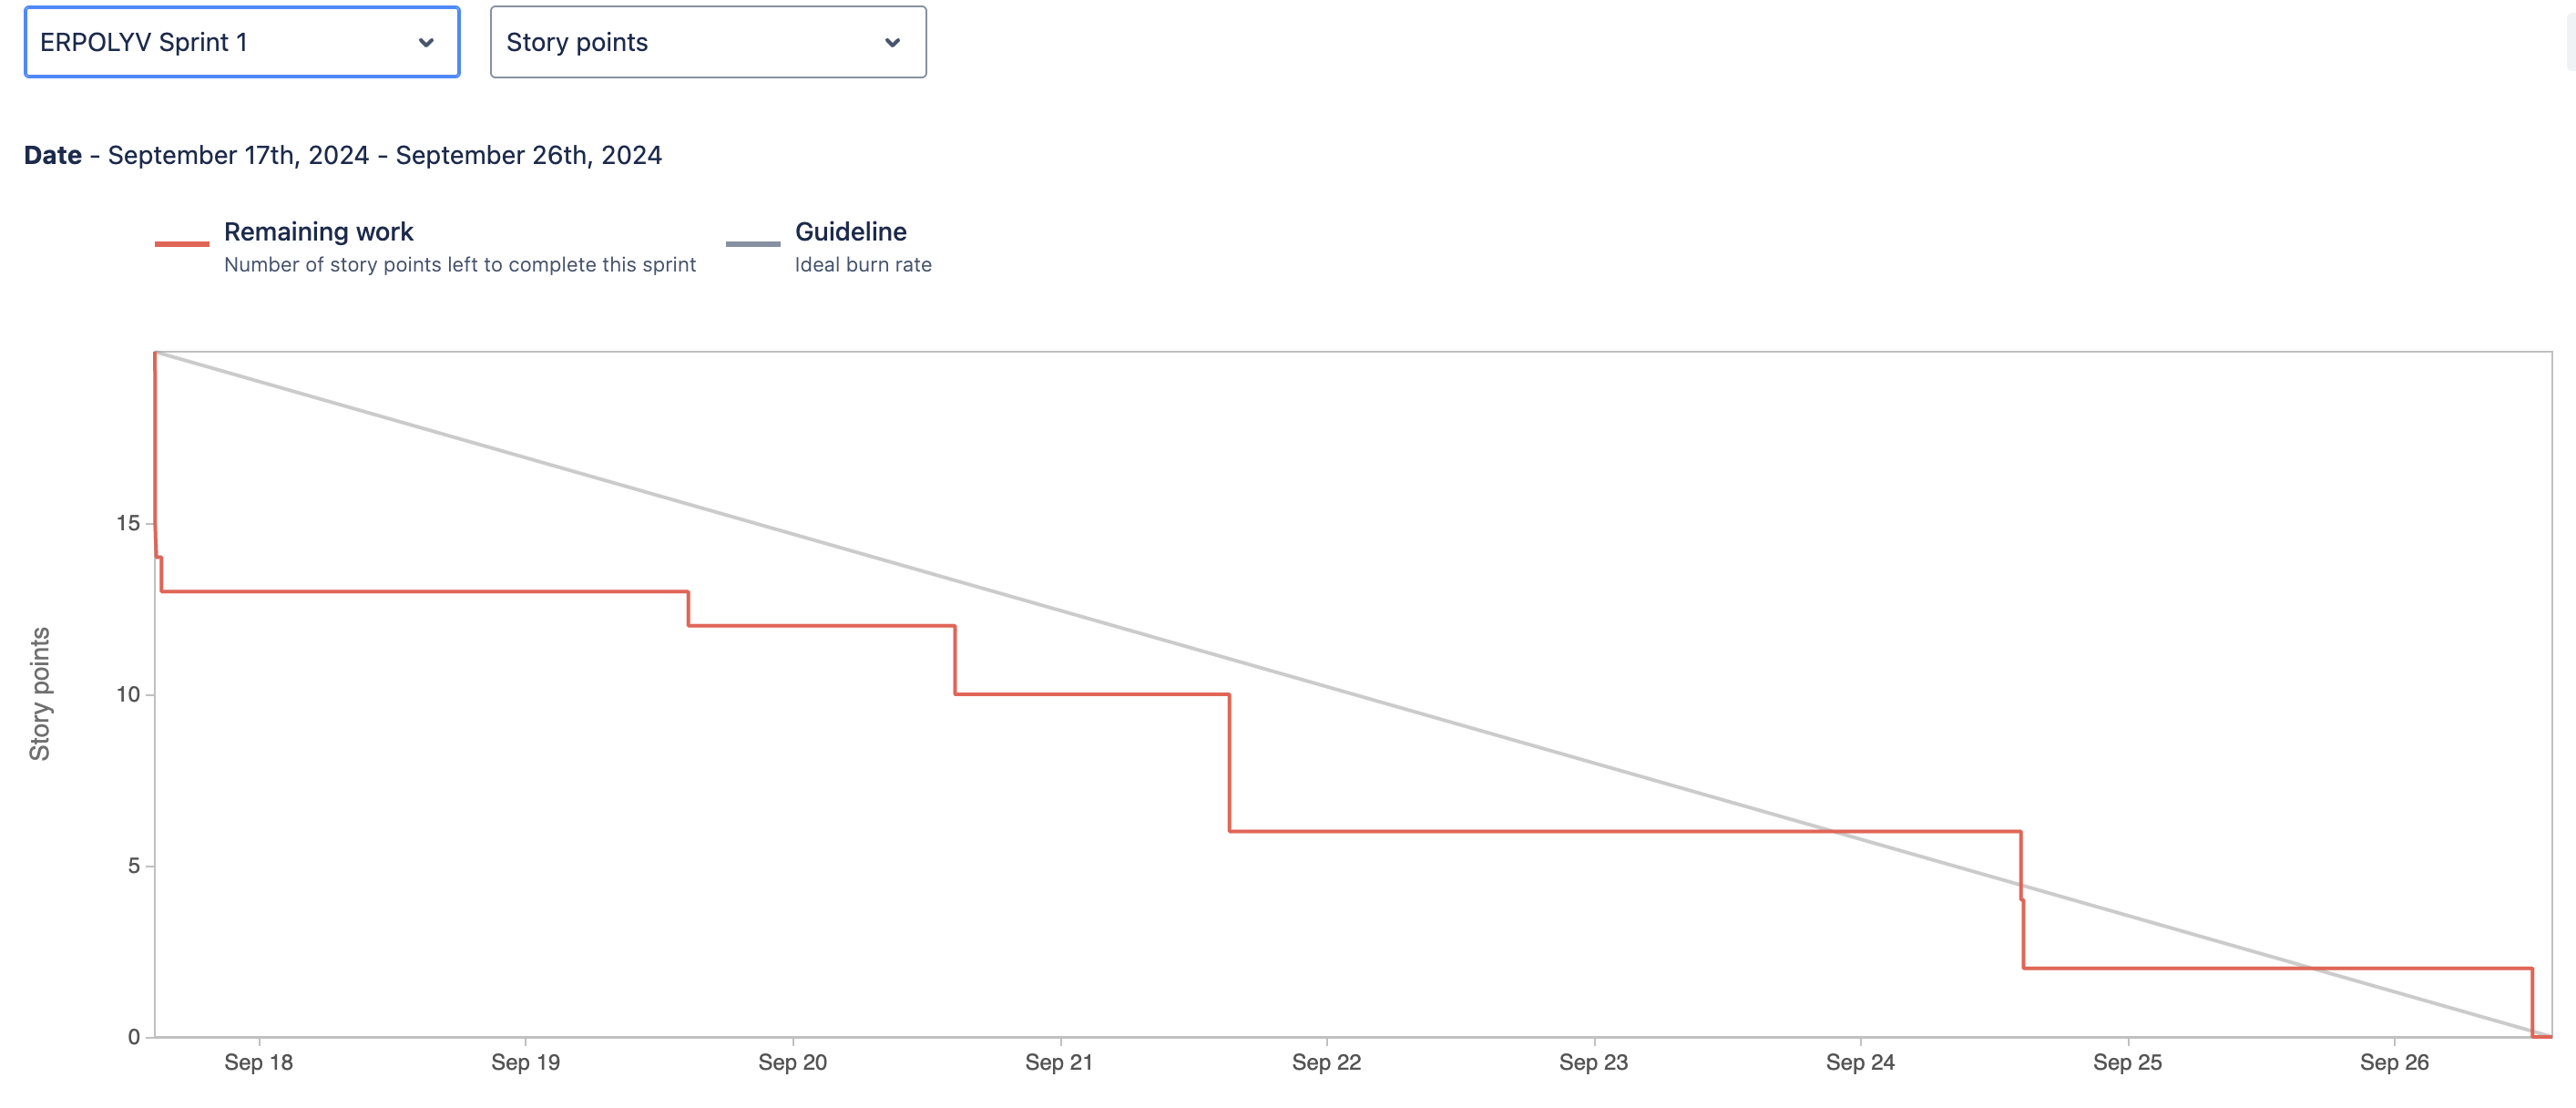 ERPOLYV Sprint 1
Story points
Date - September 17th, 2024 - September 26th, 2024
Remaining work
Number of story points left to complete this sprint
Guideline
Ideal burn rate
Story points
15
10
5
0
Sep 18
Sep 19
Sep 20
Sep 21
Sep 22
Sep 23
Sep 24
Sep 25
Sep 26